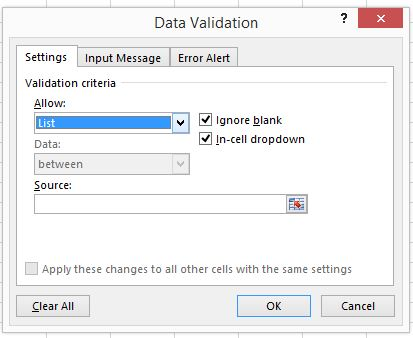 Data Validation ?
Settings Input Message Error Alert
Validation criteria
Allow:
List
Ignore blank
Data:
In-cell dropdown
between
Source:
Apply these changes to all other cells with the same settings
Clear All OK Cancel